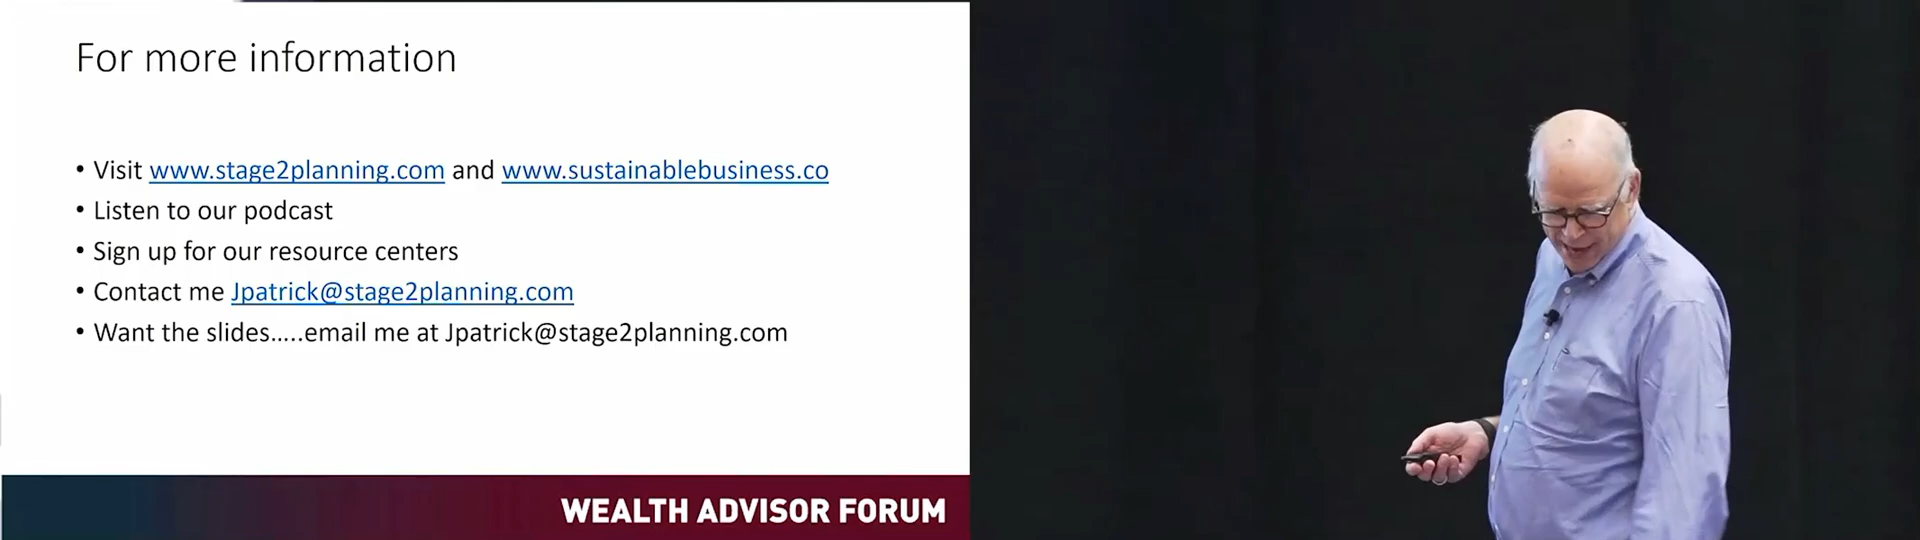 For more information
• Visit www.stage2planning.com and www.sustainablebusiness.co
• Listen to our podcast
• Sign up for our resource centers
• Contact me Jpatrick@stage2planning.com
• Want the slides…..email me at Jpatrick@stage2planning.com
WEALTH ADVISOR FORUM